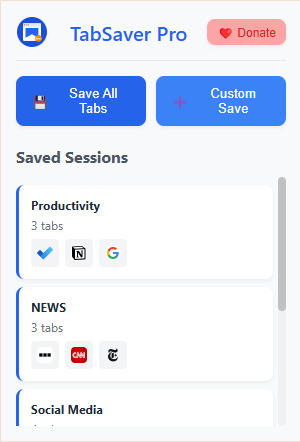 TabSaver Pro
Donate
Save All
Tabs
Custom
Save
Saved Sessions
Productivity
3 tabs
NEWS
3 tabs
CNN
Social Media